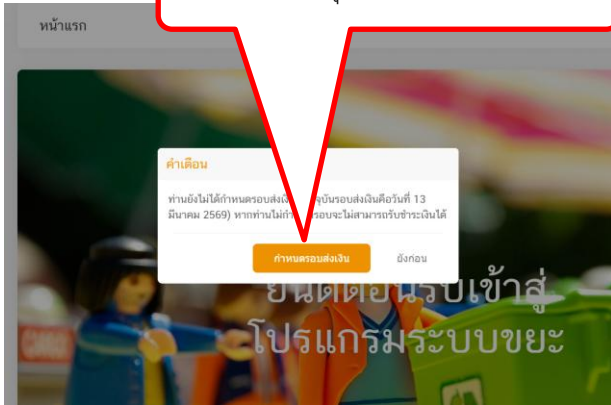 หน้าแรก
คำเตือน
ท่านยังไม่ได้กำหนดรอบส่งเงิน จุบันรอบส่งเงินคือวันที่ 13
มีนาคม 2569) หากท่านไม่กำ รอบจะไม่สามารถรับชำระเงินได้
กำหนดรอบส่งเงิน
ยังก่อน
ยินดีต้อนรับเข้าสู่
โปรแกรมระบบขยะ